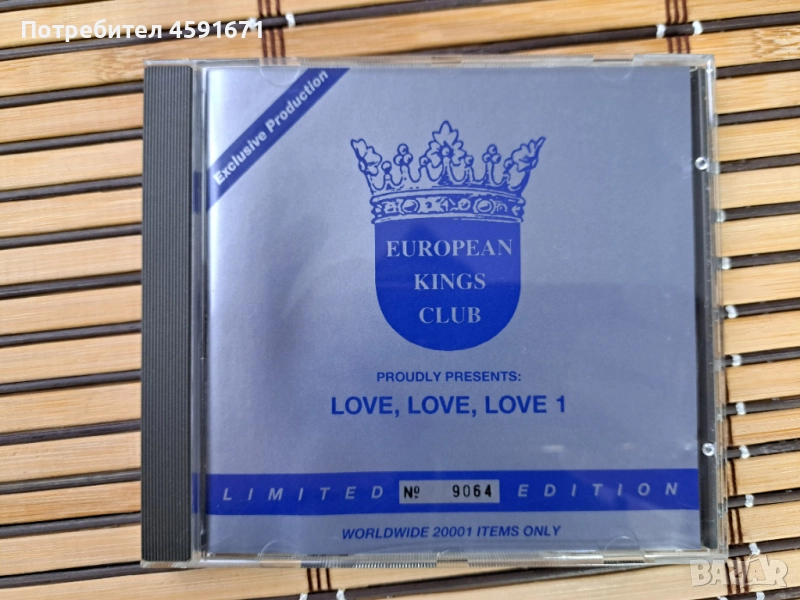 Потребител 4591671
Exclusive Production
EUROPEAN
KINGS
CLUB
PROUDLY PRESENTS:
LOVE, LOVE, LOVE 1
LIMITED № 9064 EDITION
WORLDWIDE 20001 ITEMS ONLY
BAZAR